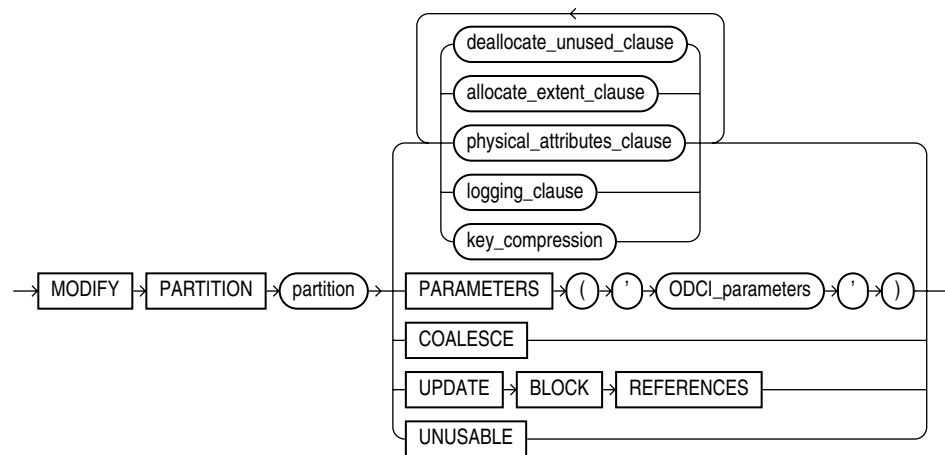 deallocate_unused_clause
allocate_extent_clause
physical_attributes_clause
logging_clause
key_compression
MODIFY PARTITION partition PARAMETERS ( ' ODCI_parameters ' )
COALESCE
UPDATE BLOCK REFERENCES
UNUSABLE